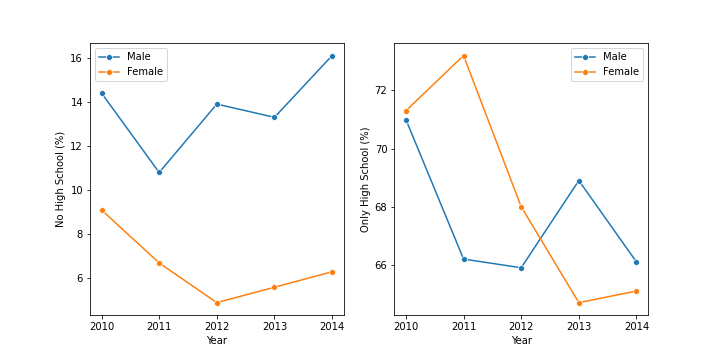 No High School (%)
16
14
12
10
8
6
Male
Female
2010 2011 2012 2013 2014
Year
Only High School (%)
72
70
68
66
Male
Female
2010 2011 2012 2013 2014
Year